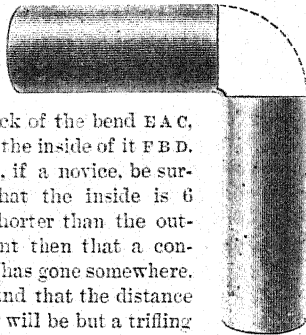 ck of the bend E A C,
the inside of it F B D.
, if a novice, be sur-
hat the inside is 6
horter than the out-
nt then that a con-
has gone somewhere.
nd that the distance
will be but a trifling